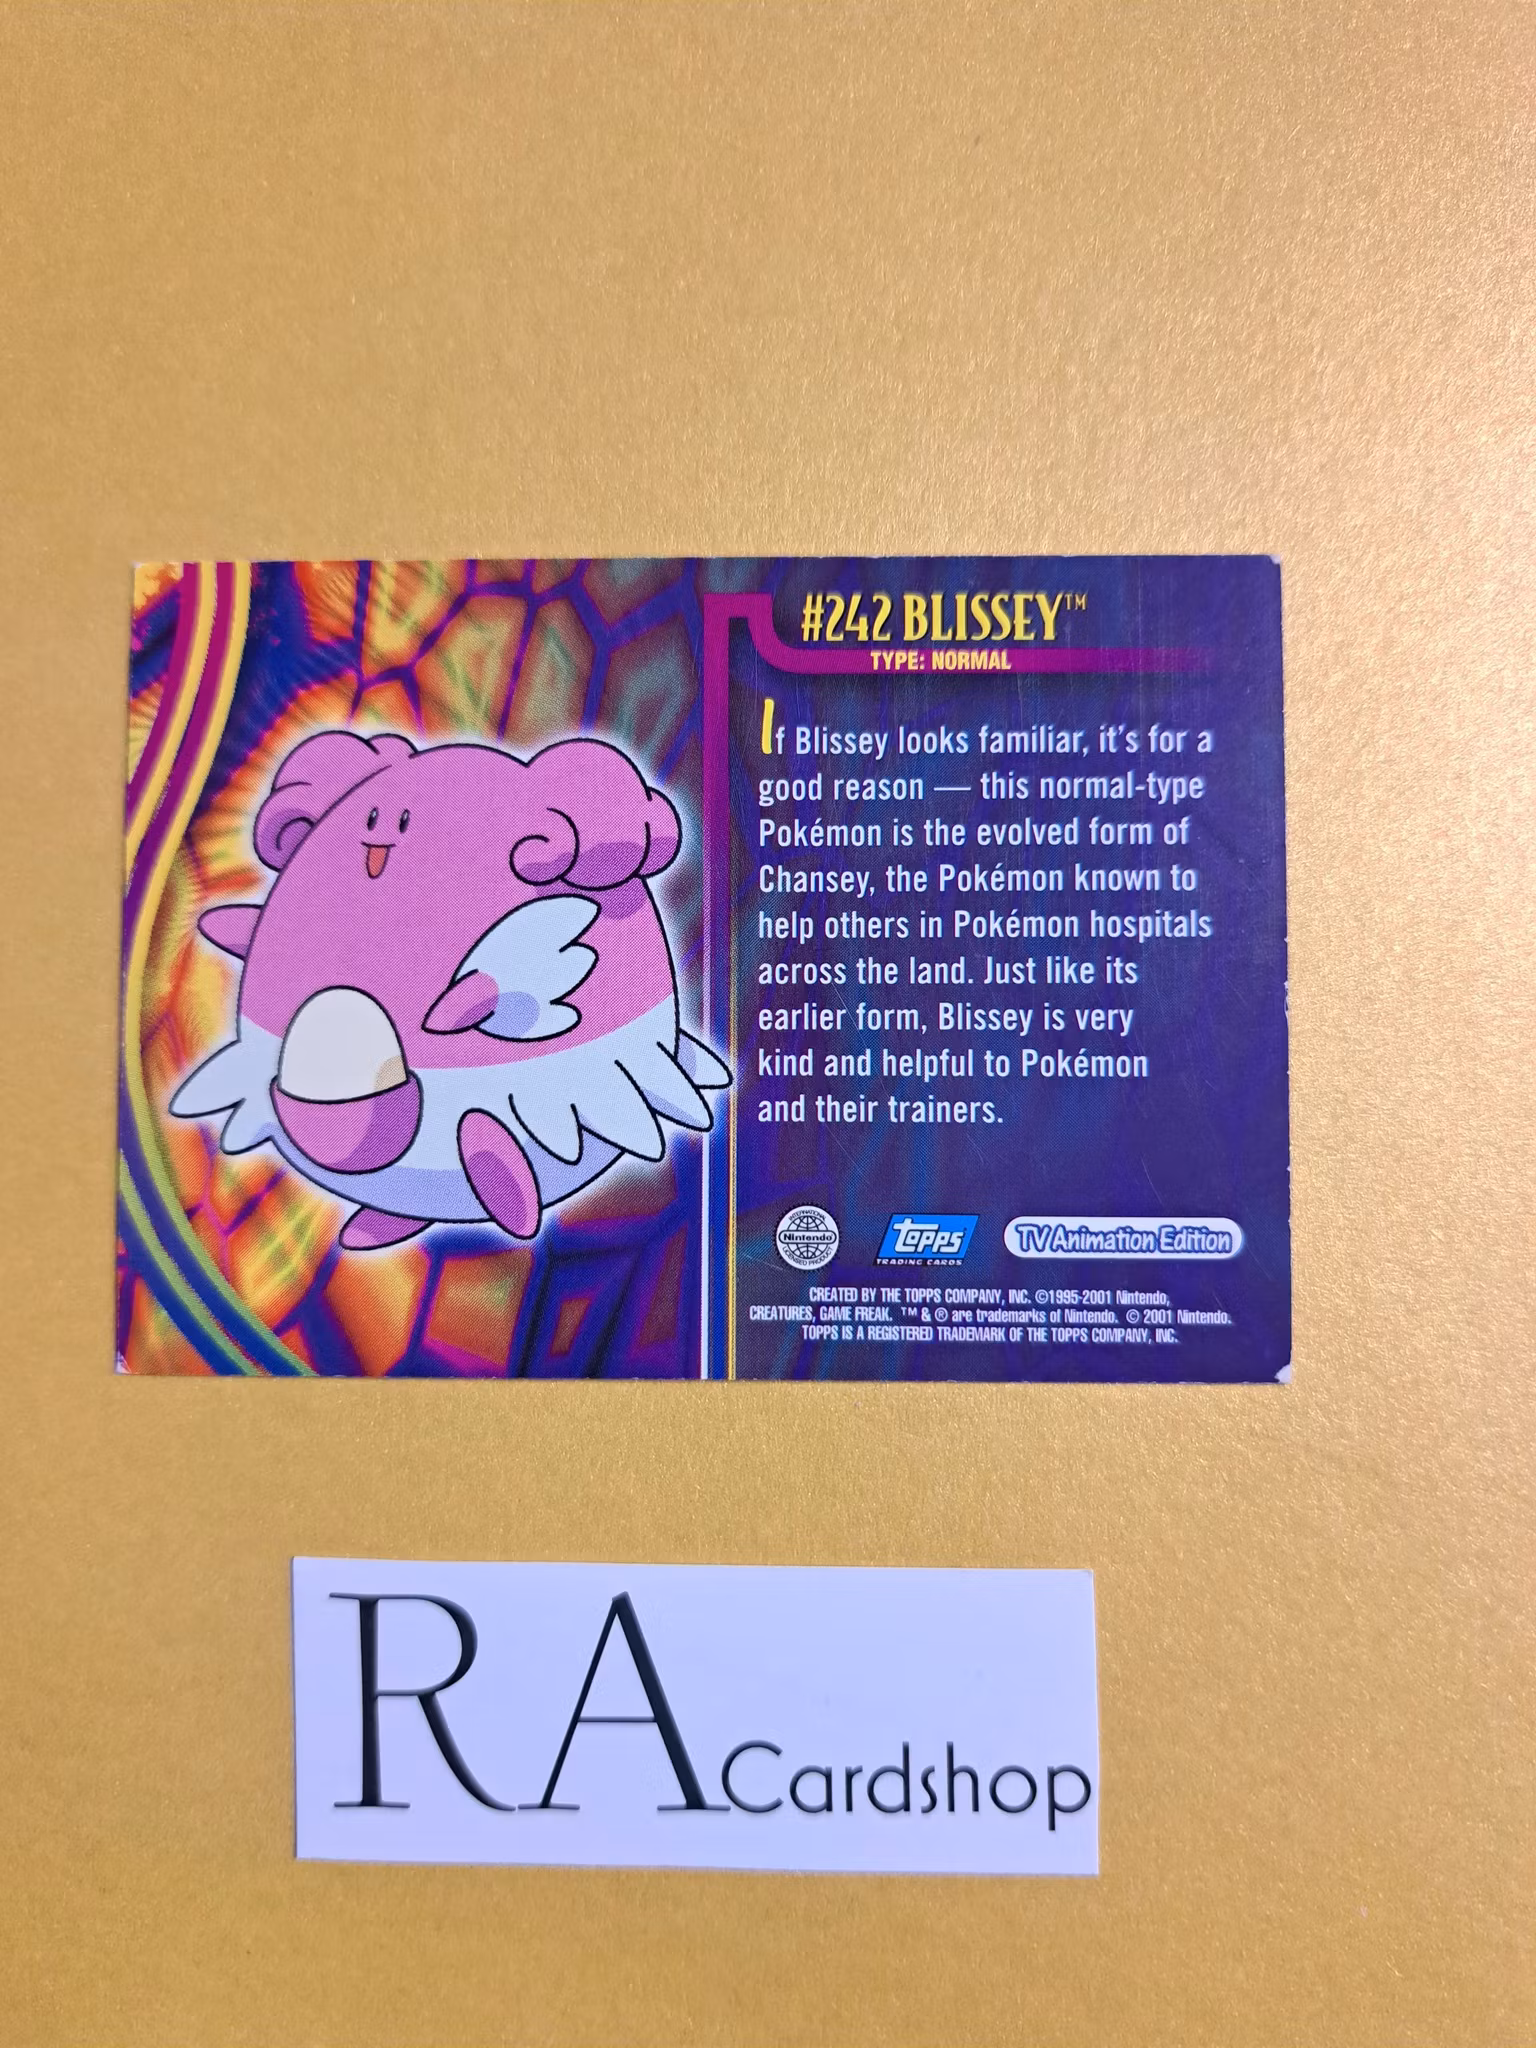 #242 BLISSEY™
TYPE: NORMAL
If Blissey looks familiar, it's for a
good reason — this normal-type
Pokémon is the evolved form of
Chansey, the Pokémon known to
help others in Pokémon hospitals
across the land. Just like its
earlier form, Blissey is very
kind and helpful to Pokémon
and their trainers.
INTERNATIONAL
Nintendo
LICENSED PRODUCT
topps
TRADING CARDS
TV Animation Edition
CREATED BY THE TOPPS COMPANY, INC. ©1995-2001 Nintendo,
CREATURES, GAME FREAK. ™ & ® are trademarks of Nintendo. © 2001 Nintendo.
TOPPS IS A REGISTERED TRADEMARK OF THE TOPPS COMPANY, INC.
RA Cardshop